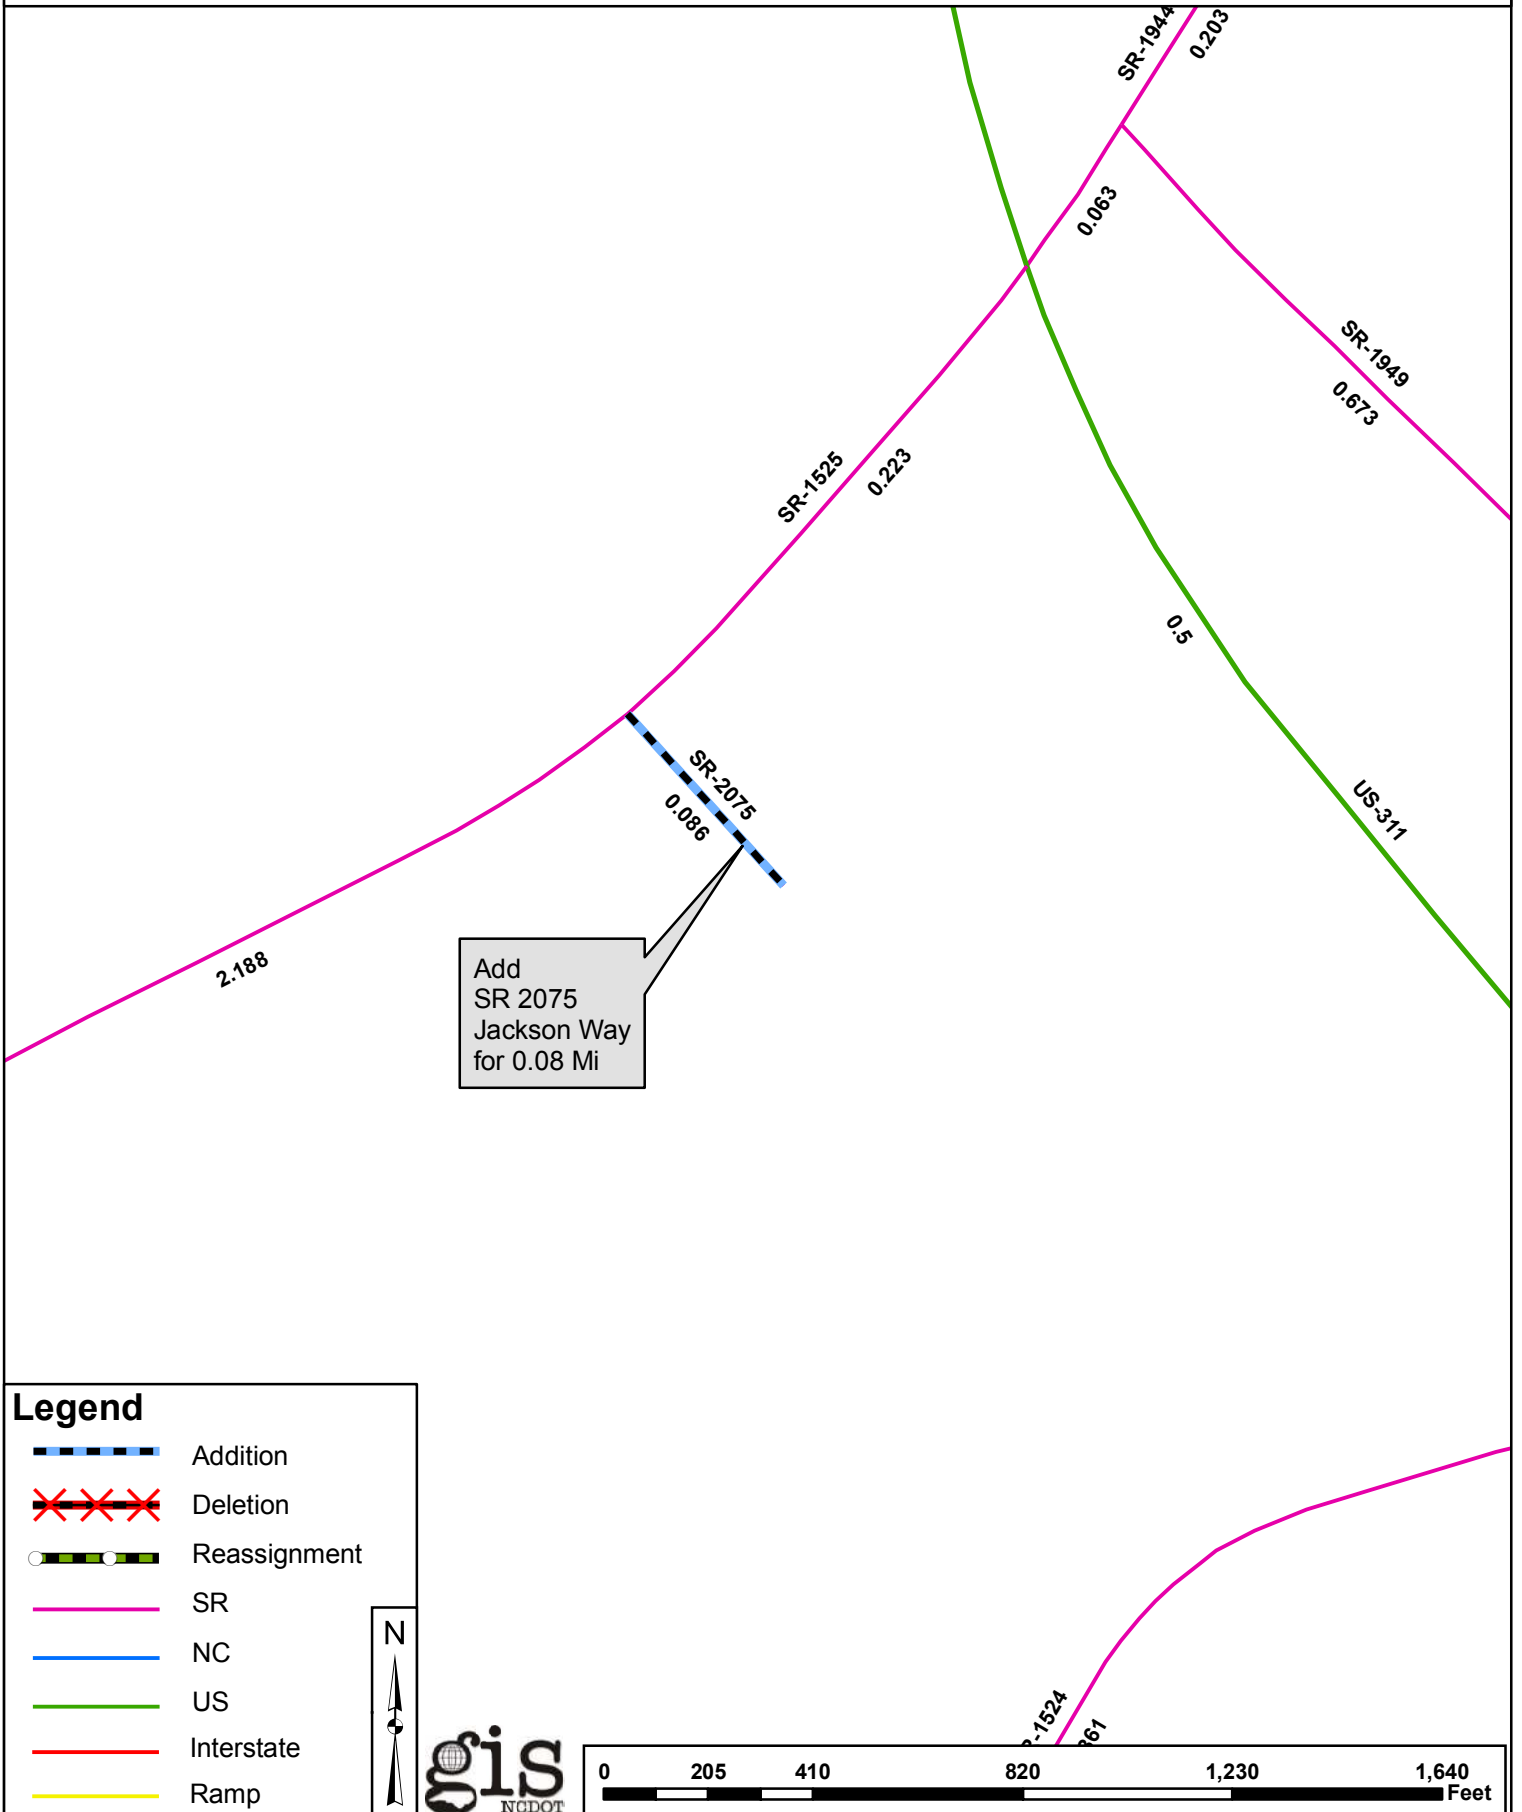 SR-1944
0.203
0.063
SR-1949
0.673
SR-1525
0.223
0.5
US-311
SR-2075
0.086
2.188
Add
SR 2075
Jackson Way
for 0.08 Mi
Legend
Addition
Deletion
Reassignment
SR
NC
US
Interstate
Ramp
N
gis
NCDOT
-1524
361
0 205 410 820 1,230 1,640
Feet